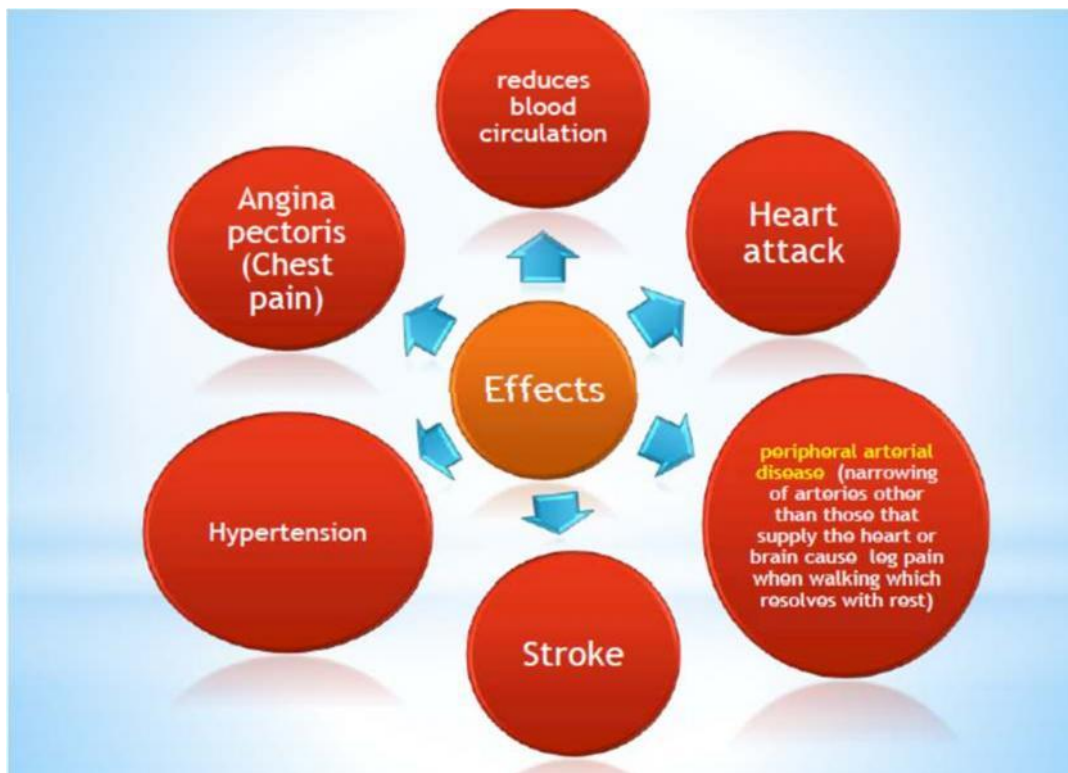 reduces
blood
circulation
Heart
attack
peripheral arterial
disease (narrowing
of arteries other
than those that
supply the heart or
brain cause leg pain
when walking which
resolves with rest)
Stroke
Hypertension
Angina
pectoris
(Chest
pain)
Effects